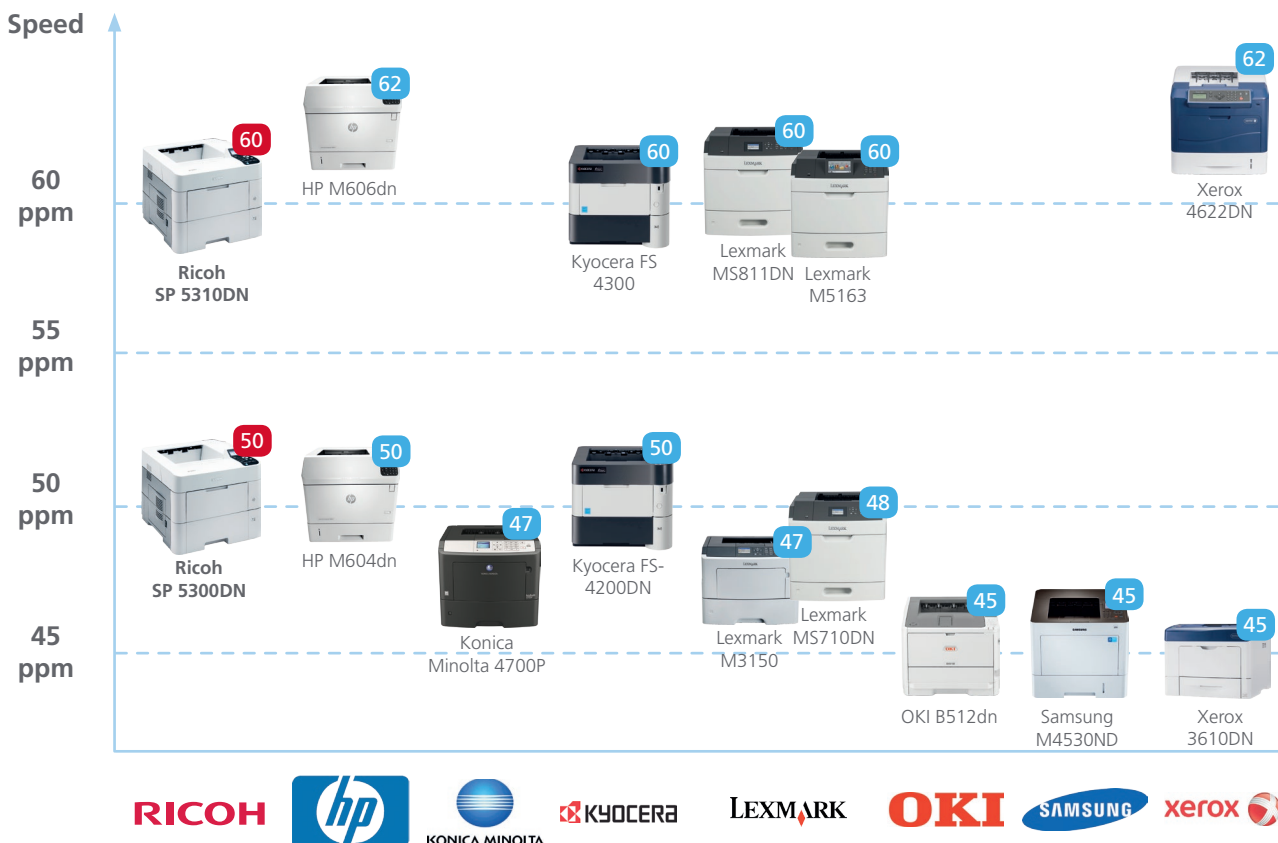 Speed
62
62
60
HP M606dn
60
60
60
60
ppm
Xerox
4622DN
Ricoh
SP 5310DN
Kyocera FS
4300
Lexmark
MS811DN
Lexmark
M5163
55
ppm
50
50
50
48
50
ppm
47
47
HP M604dn
Ricoh
SP 5300DN
Kyocera FS-
4200DN
Lexmark
MS710DN
45
45
45
45
ppm
Konica
Minolta 4700P
Lexmark
M3150
OKI B512dn
Samsung
M4530ND
Xerox
3610DN
RICOH
hp
KONICA MINOLTA
KYOCERA
LEXMARK
OKI
SAMSUNG
xerox